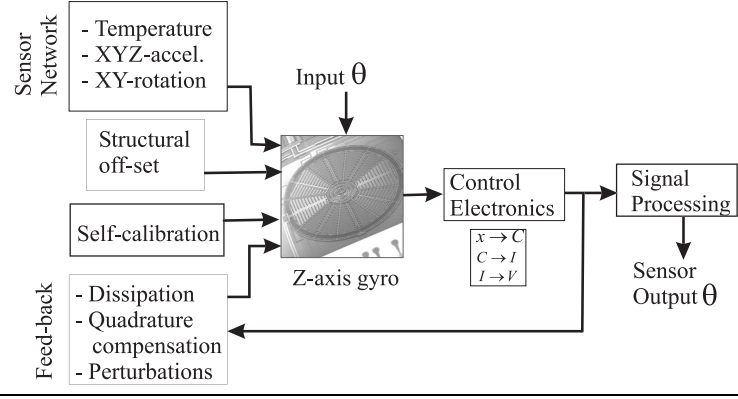 Sensor
Network
- Temperature
- XYZ-accel.
- XY-rotation
Input θ
Structural
off-set
Self-calibration
Z-axis gyro
Control
Electronics
x → C
C → I
I → V
Signal
Processing
Sensor
Output θ
Feed-back
- Dissipation
- Quadrature
compensation
- Perturbations